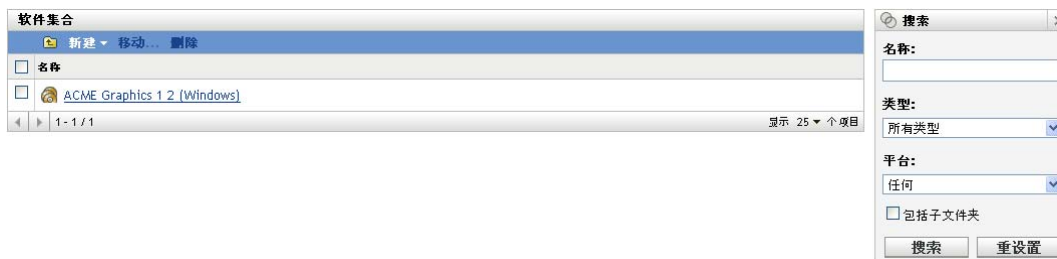 软件集合
新建 移动... 删除
名称
ACME Graphics 1 2 (Windows)
1 - 1 / 1
显示 25 个项目
搜索
名称:
类型:
所有类型
平台:
任何
包括子文件夹
搜索 重设置